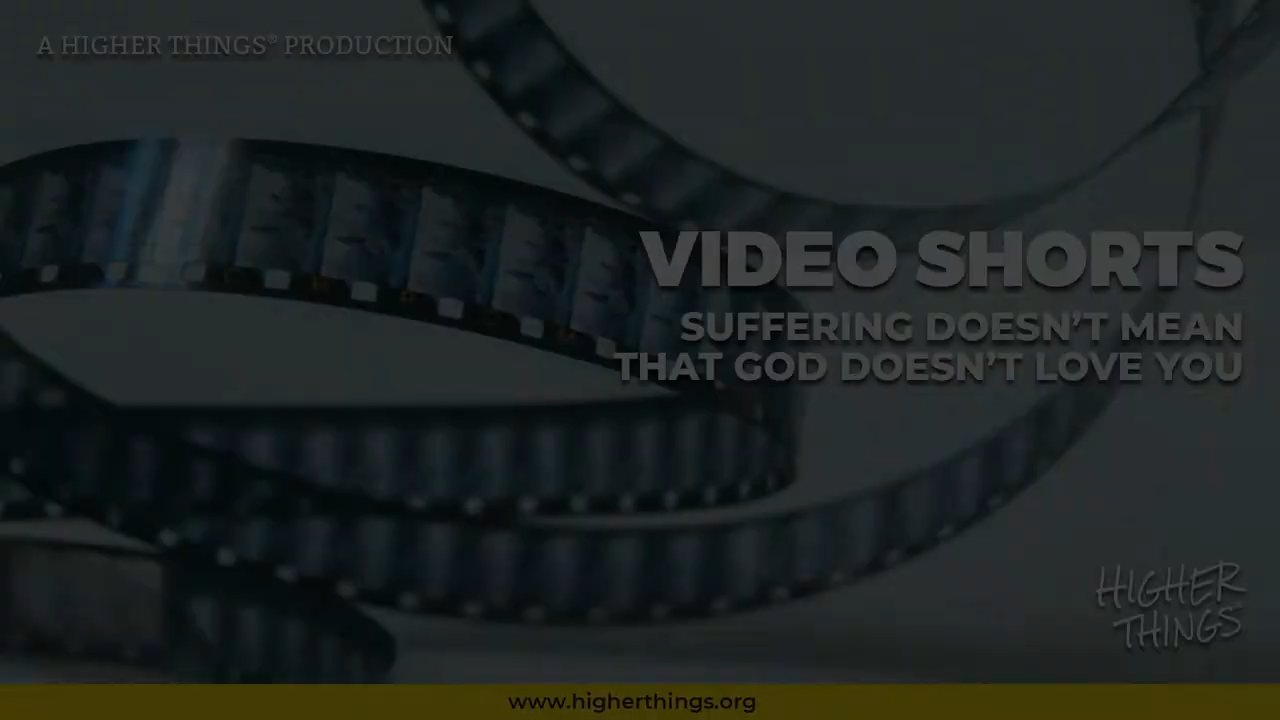 A HIGHER THINGS® PRODUCTION
VIDEO SHORTS
SUFFERING DOESN'T MEAN
THAT GOD DOESN'T LOVE YOU
HIGHER
THINGS
www.higherthings.org